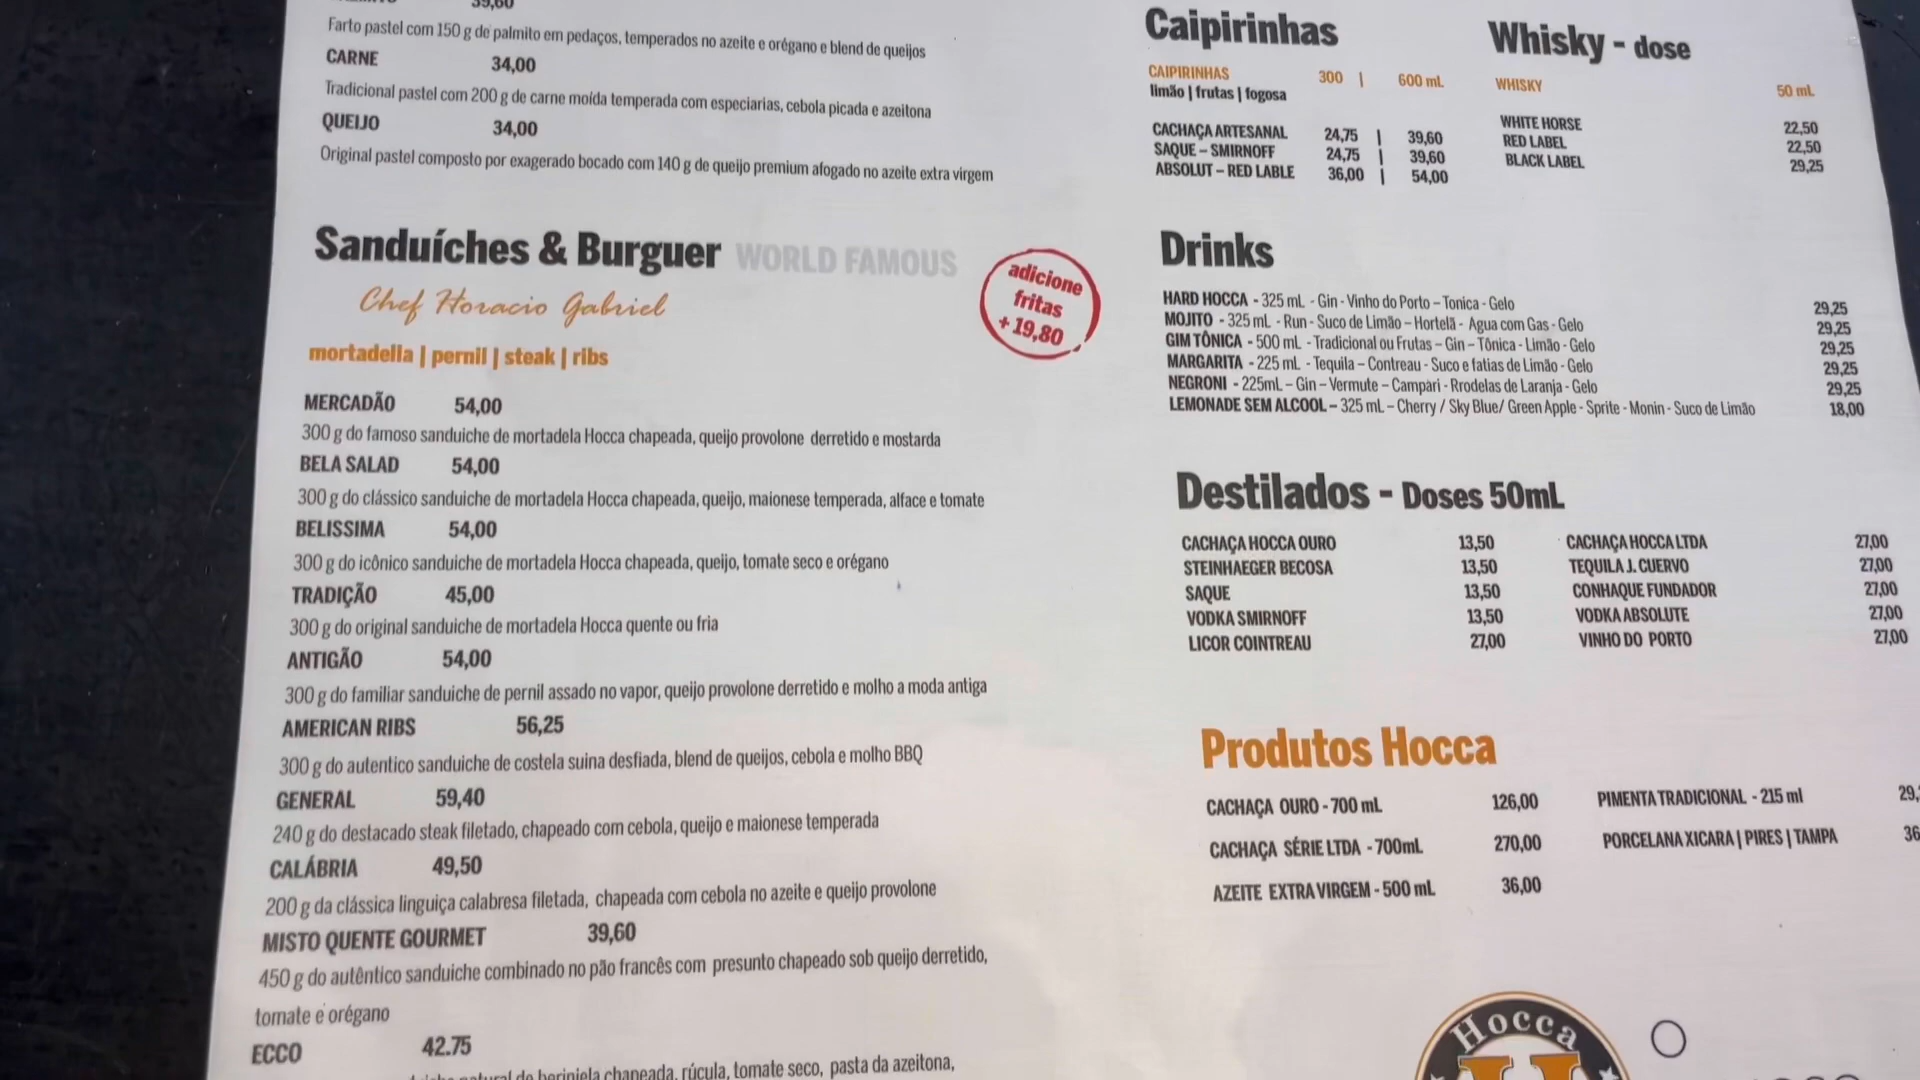 39,60
Farto pastel com 150 g de palmito em pedaços, temperados no azeite e orégano e blend de queijos
CARNE 34,00
Tradicional pastel com 200 g de carne moída temperada com especiarias, cebola picada e azeitona
QUEIJO 34,00
Original pastel composto por exagerado bocado com 140 g de queijo premium afogado no azeite extra virgem
Sanduíches & Burguer WORLD FAMOUS
Chef Horacio Gabriel
adicione
fritas
+ 19,80
mortadella | pernil | steak | ribs
MERCADÃO 54,00
300 g do famoso sanduiche de mortadela Hocca chapeada, queijo provolone derretido e mostarda
BELA SALAD 54,00
300 g do clássico sanduiche de mortadela Hocca chapeada, queijo, maionese temperada, alface e tomate
BELISSIMA 54,00
300 g do icônico sanduiche de mortadela Hocca chapeada, queijo, tomate seco e orégano
TRADIÇÃO 45,00
300 g do original sanduiche de mortadela Hocca quente ou fria
ANTIGÃO 54,00
300 g do familiar sanduiche de pernil assado no vapor, queijo provolone derretido e molho a moda antiga
AMERICAN RIBS 56,25
300 g do autentico sanduiche de costela suina desfiada, blend de queijos, cebola e molho BBQ
GENERAL 59,40
240 g do destacado steak filetado, chapeado com cebola, queijo e maionese temperada
CALÁBRIA 49,50
200 g da clássica linguiça calabresa filetada, chapeada com cebola no azeite e queijo provolone
MISTO QUENTE GOURMET 39,60
450 g do autêntico sanduiche combinado no pão francês com presunto chapeado sob queijo derretido,
tomate e orégano
ECCO 42.75
de berinjela chapeada, rúcula, tomate seco, pasta da azeitona,
Caipirinhas
CAIPIRINHAS 300 | 600 mL
limão | frutas | fogosa
CACHAÇA ARTESANAL 24,75 | 39,60
SAQUE – SMIRNOFF 24,75 | 39,60
ABSOLUT – RED LABLE 36,00 | 54,00
Whisky - dose
WHISKY 50 mL
WHITE HORSE 22,50
RED LABEL 22,50
BLACK LABEL 29,25
Drinks
HARD HOCCA - 325 mL - Gin - Vinho do Porto – Tonica - Gelo 29,25
MOJITO - 325 mL - Run - Suco de Limão – Hortelã - Agua com Gas - Gelo 29,25
GIM TÔNICA - 500 mL - Tradicional ou Frutas – Gin – Tônica - Limão - Gelo 29,25
MARGARITA - 225 mL - Tequila – Contreau - Suco e fatias de Limão - Gelo 29,25
NEGRONI - 225mL – Gin – Vermute – Campari - Rrodelas de Laranja - Gelo 29,25
LEMONADE SEM ALCOOL – 325 mL – Cherry / Sky Blue/ Green Apple - Sprite - Monin - Suco de Limão 18,00
Destilados - Doses 50mL
CACHAÇA HOCCA OURO 13,50 CACHAÇA HOCCA LTDA 27,00
STEINHAEGER BECOSA 13,50 TEQUILA J. CUERVO 27,00
SAQUE 13,50 CONHAQUE FUNDADOR 27,00
VODKA SMIRNOFF 13,50 VODKA ABSOLUTE 27,00
LICOR COINTREAU 27,00 VINHO DO PORTO 27,00
Produtos Hocca
CACHAÇA OURO - 700 mL 126,00 PIMENTA TRADICIONAL - 215 ml 29,
CACHAÇA SÉRIE LTDA - 700mL 270,00 PORCELANA XICARA | PIRES | TAMPA 36
AZEITE EXTRA VIRGEM - 500 mL 36,00
Hocca
H